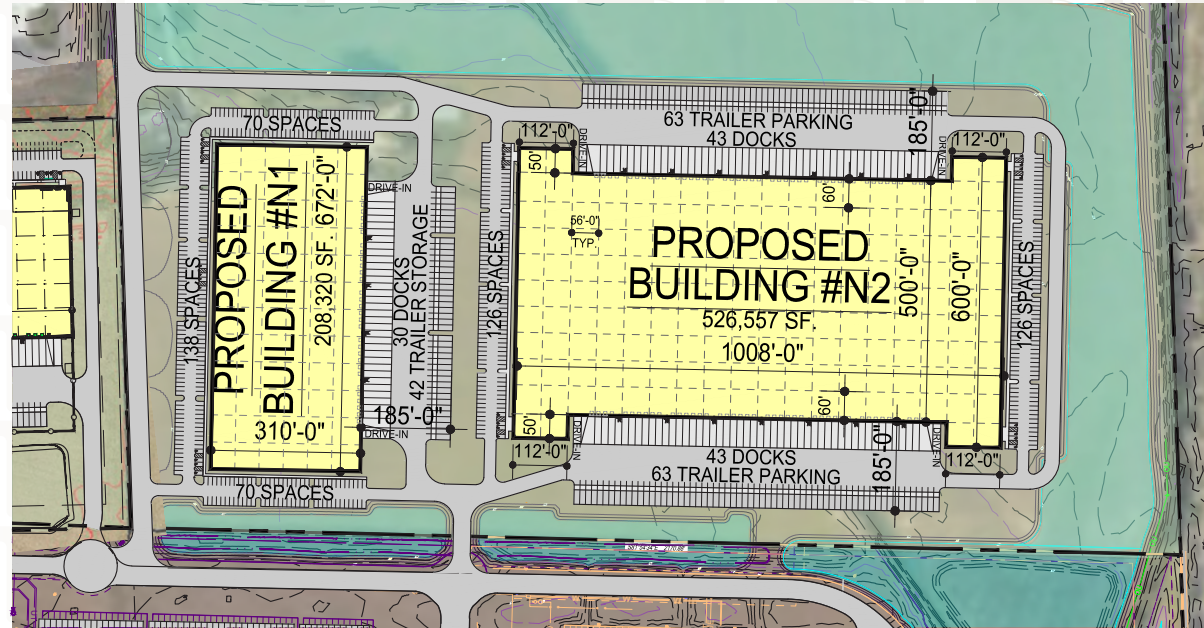 70 SPACES
138 SPACES
PROPOSED
BUILDING #N1
208,320 SF.
672'-0"
310'-0"
70 SPACES
DRIVE-IN
30 DOCKS
42 TRAILER STORAGE
185'-0"
DRIVE-IN
126 SPACES
112'-0"
50'
DRIVE-IN
63 TRAILER PARKING
43 DOCKS
185'-0"
DRIVE-IN
112'-0"
60'
56'-0"
TYP.
PROPOSED
BUILDING #N2
526,557 SF.
1008'-0"
500'-0"
600'-0"
126 SPACES
60'
50'
DRIVE-IN
112'-0"
43 DOCKS
63 TRAILER PARKING
185'-0"
DRIVE-IN
112'-0"